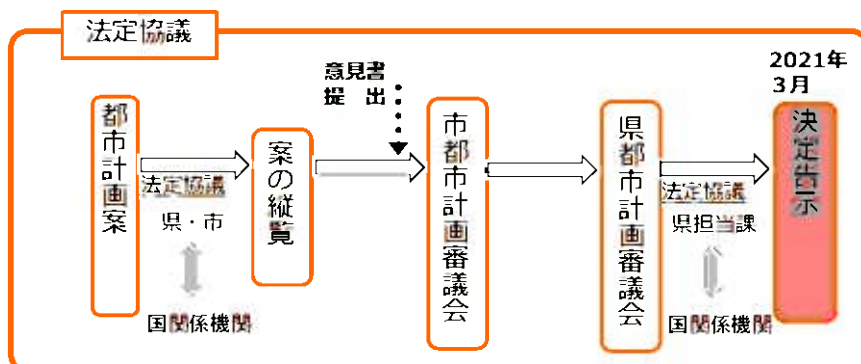 法定協議
2021年
3月
意見書
提出
都市計画案
法定協議
県・市
国関係機関
案の縦覧
市都市計画審議会
県都市計画審議会
法定協議
県担当課
国関係機関
決定告示